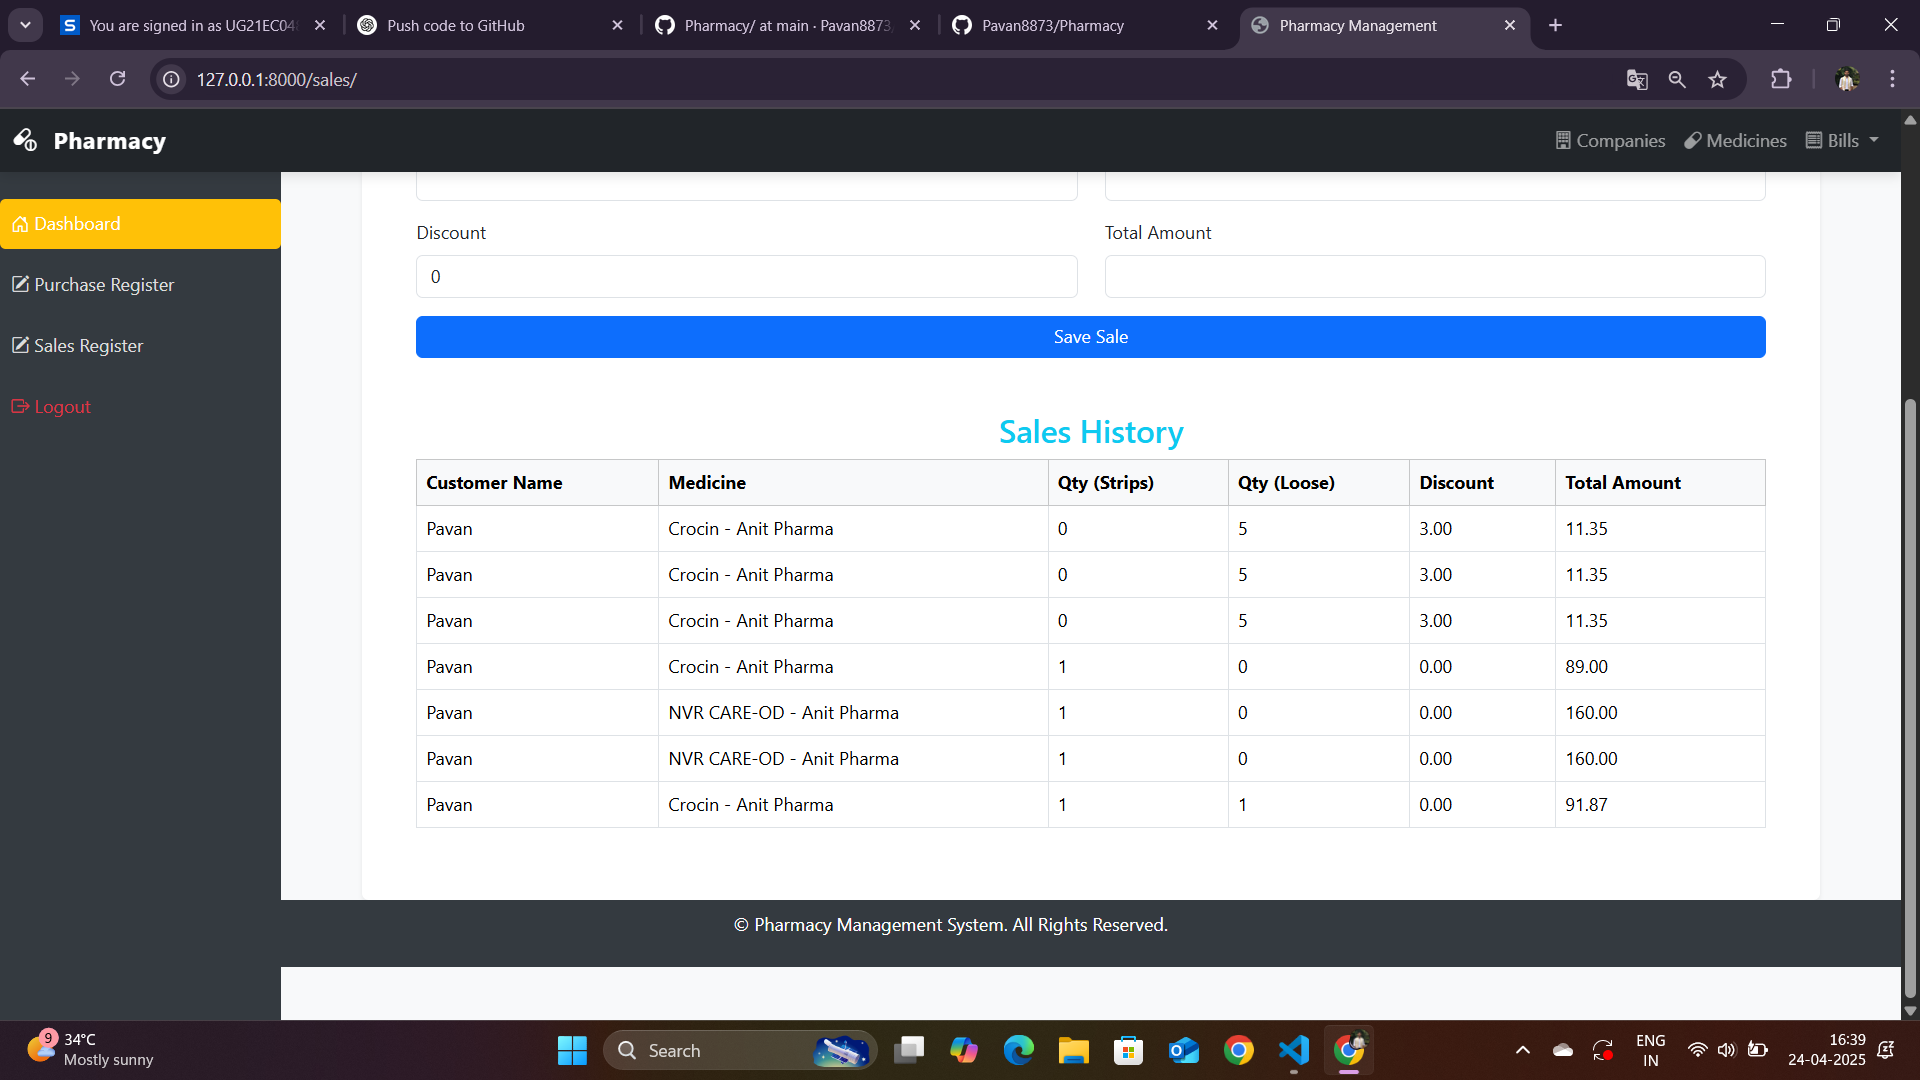 You are signed in as UG21EC04
Push code to GitHub
Pharmacy/ at main · Pavan8873
Pavan8873/Pharmacy
Pharmacy Management
127.0.0.1:8000/sales/
Pharmacy
Companies
Medicines
Bills
Dashboard
Purchase Register
Sales Register
Logout
Discount
Total Amount
0
Save Sale
Sales History
Customer Name Medicine Qty (Strips) Qty (Loose) Discount Total Amount
Pavan Crocin - Anit Pharma 0 5 3.00 11.35
Pavan Crocin - Anit Pharma 0 5 3.00 11.35
Pavan Crocin - Anit Pharma 0 5 3.00 11.35
Pavan Crocin - Anit Pharma 1 0 0.00 89.00
Pavan NVR CARE-OD - Anit Pharma 1 0 0.00 160.00
Pavan NVR CARE-OD - Anit Pharma 1 0 0.00 160.00
Pavan Crocin - Anit Pharma 1 1 0.00 91.87
© Pharmacy Management System. All Rights Reserved.
9
34°C
Mostly sunny
Search
ENG
IN
16:39
24-04-2025